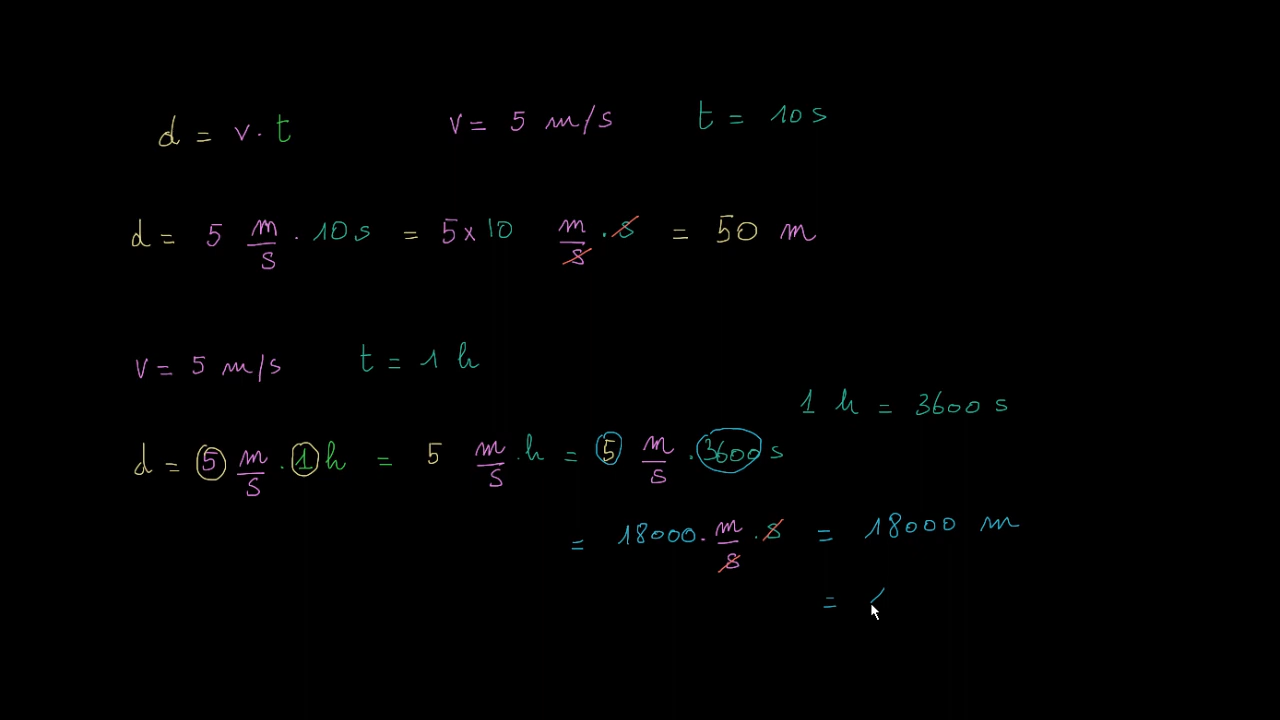 d = v . t v = 5 m/s t = 10 s
d = 5 m/s . 10 s = 5 x 10 m/s . s = 50 m
v = 5 m/s t = 1 h
1 h = 3600 s
d = 5 m/s . 1 h = 5 m/s . h = 5 m/s . 3600 s
= 18000 . m/s . s = 18000 m
=